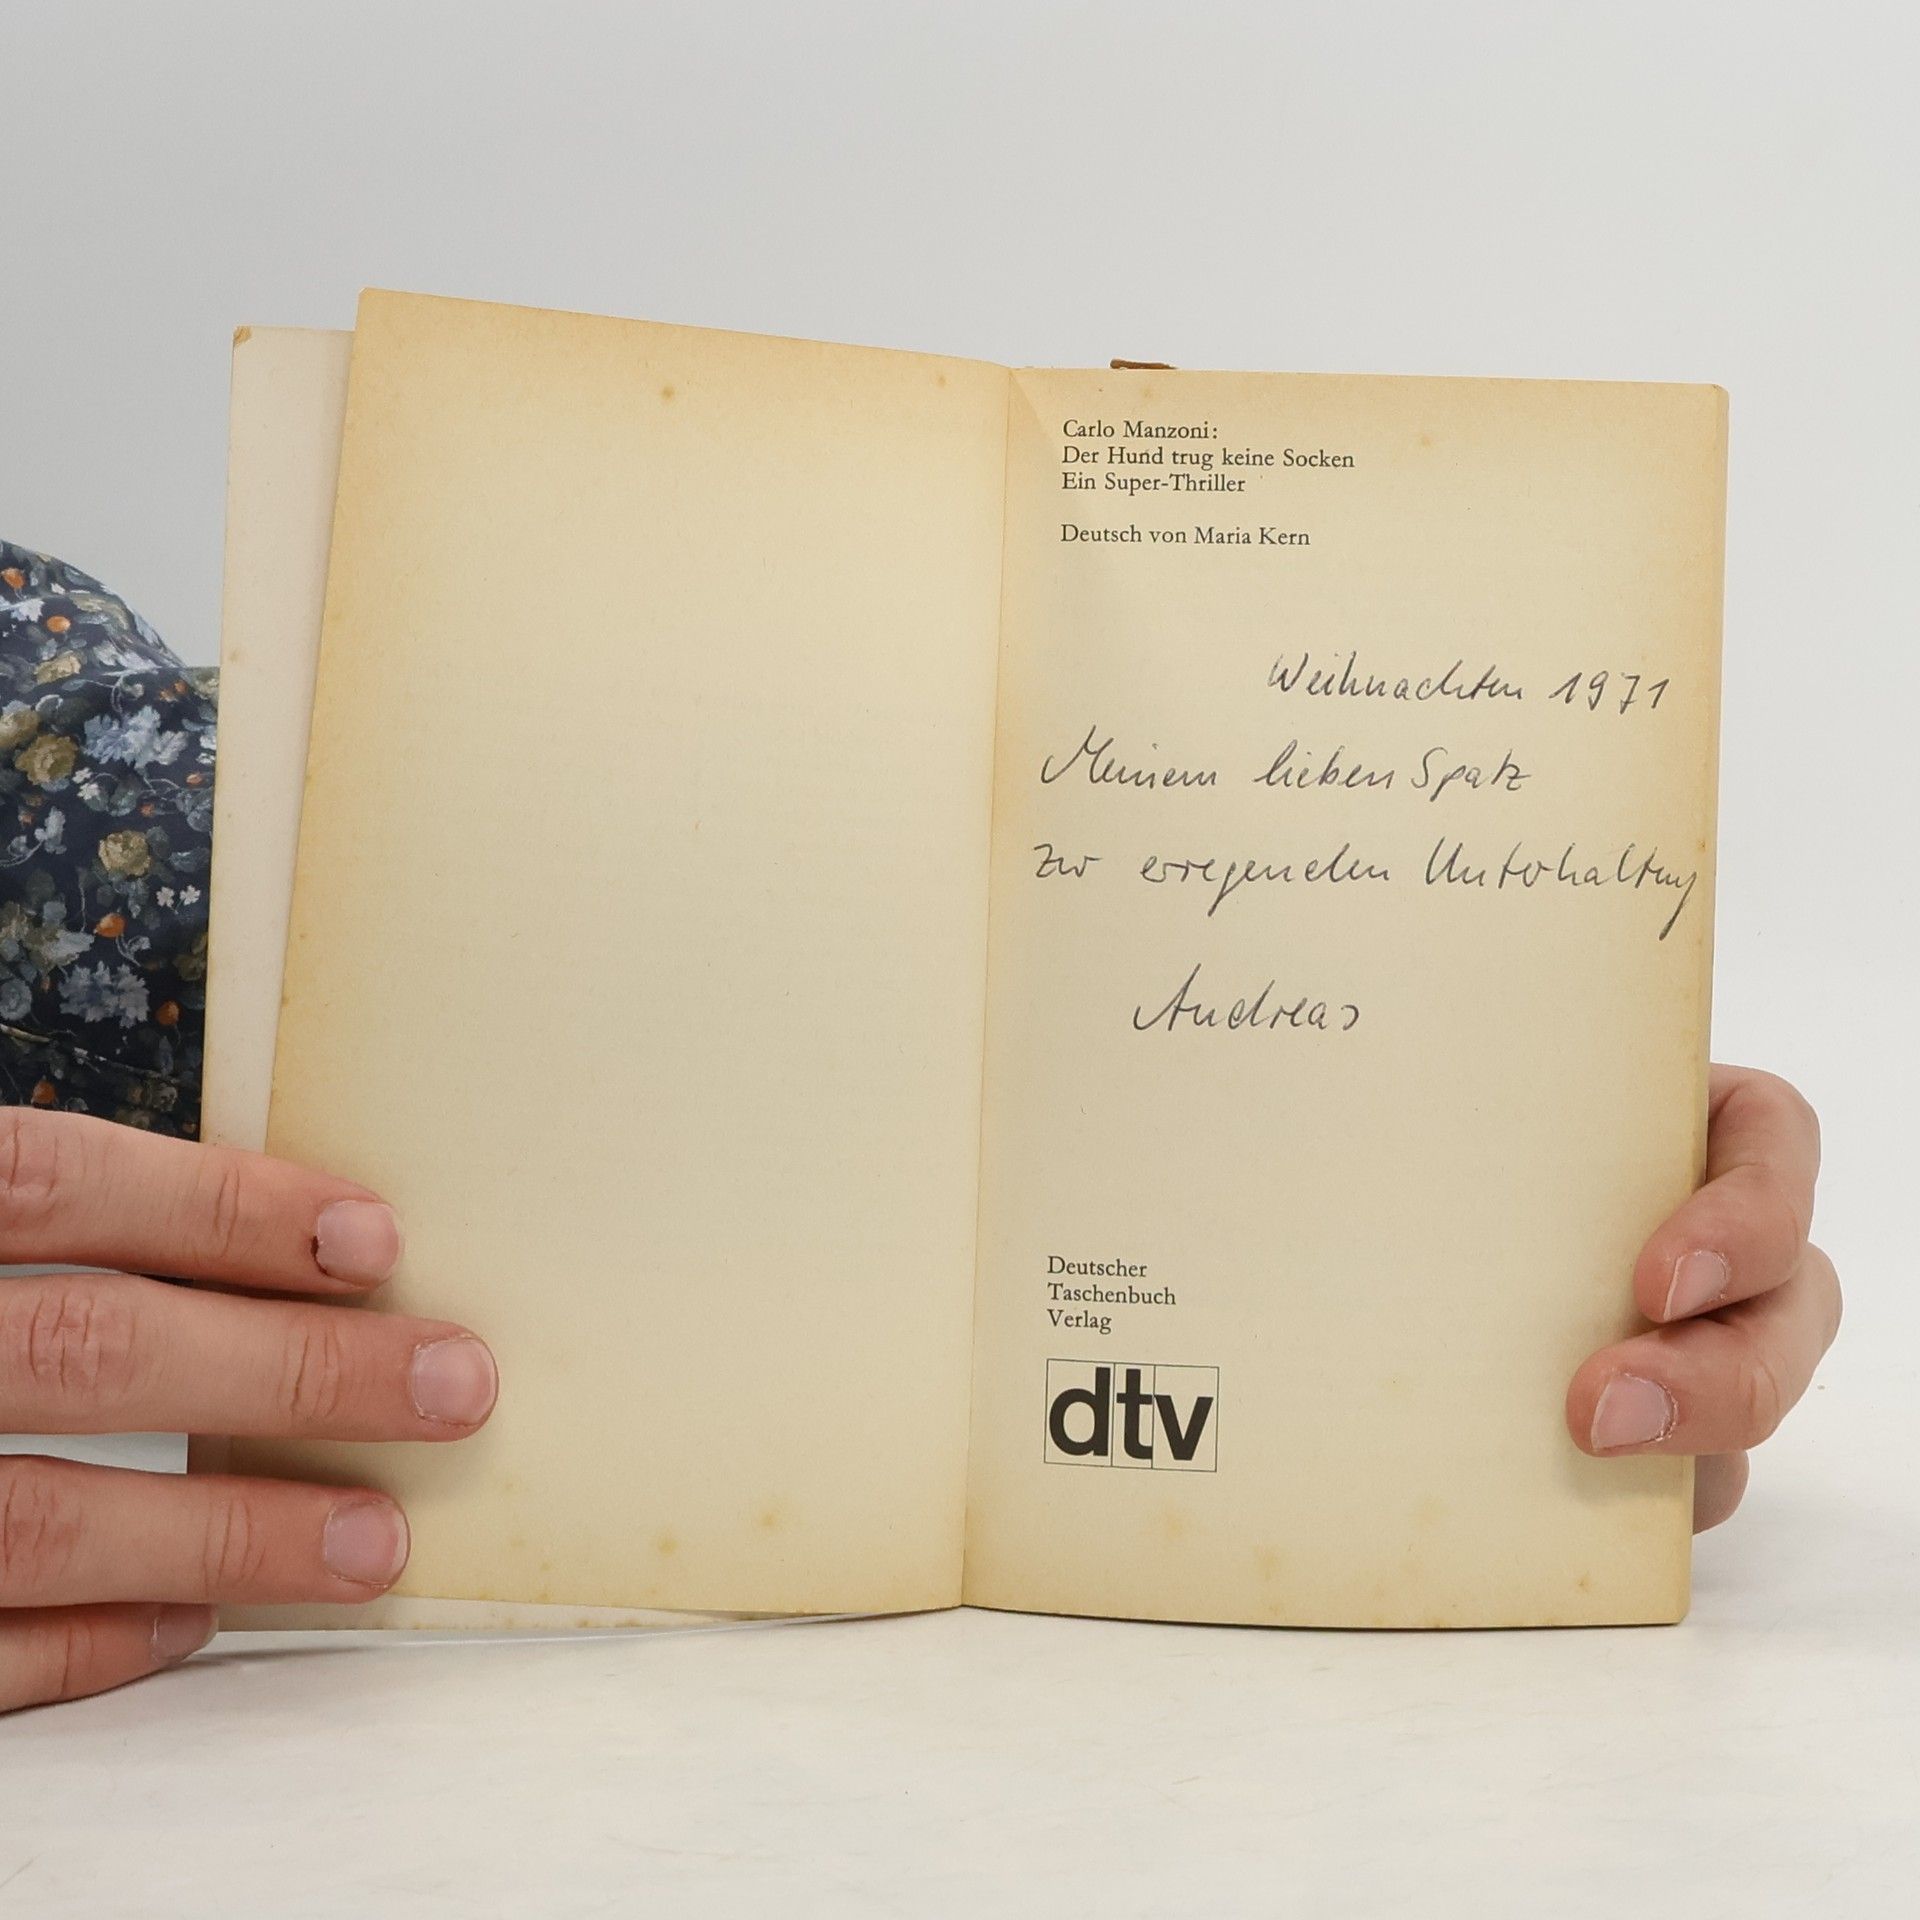 Carlo Manzoni:
Der Hund trug keine Socken
Ein Super-Thriller
Deutsch von Maria Kern
Weihnachten 1971
Meinem lieben Spatz
zur erregenden Unterhaltung
Andreas
Deutscher
Taschenbuch
Verlag
dtv